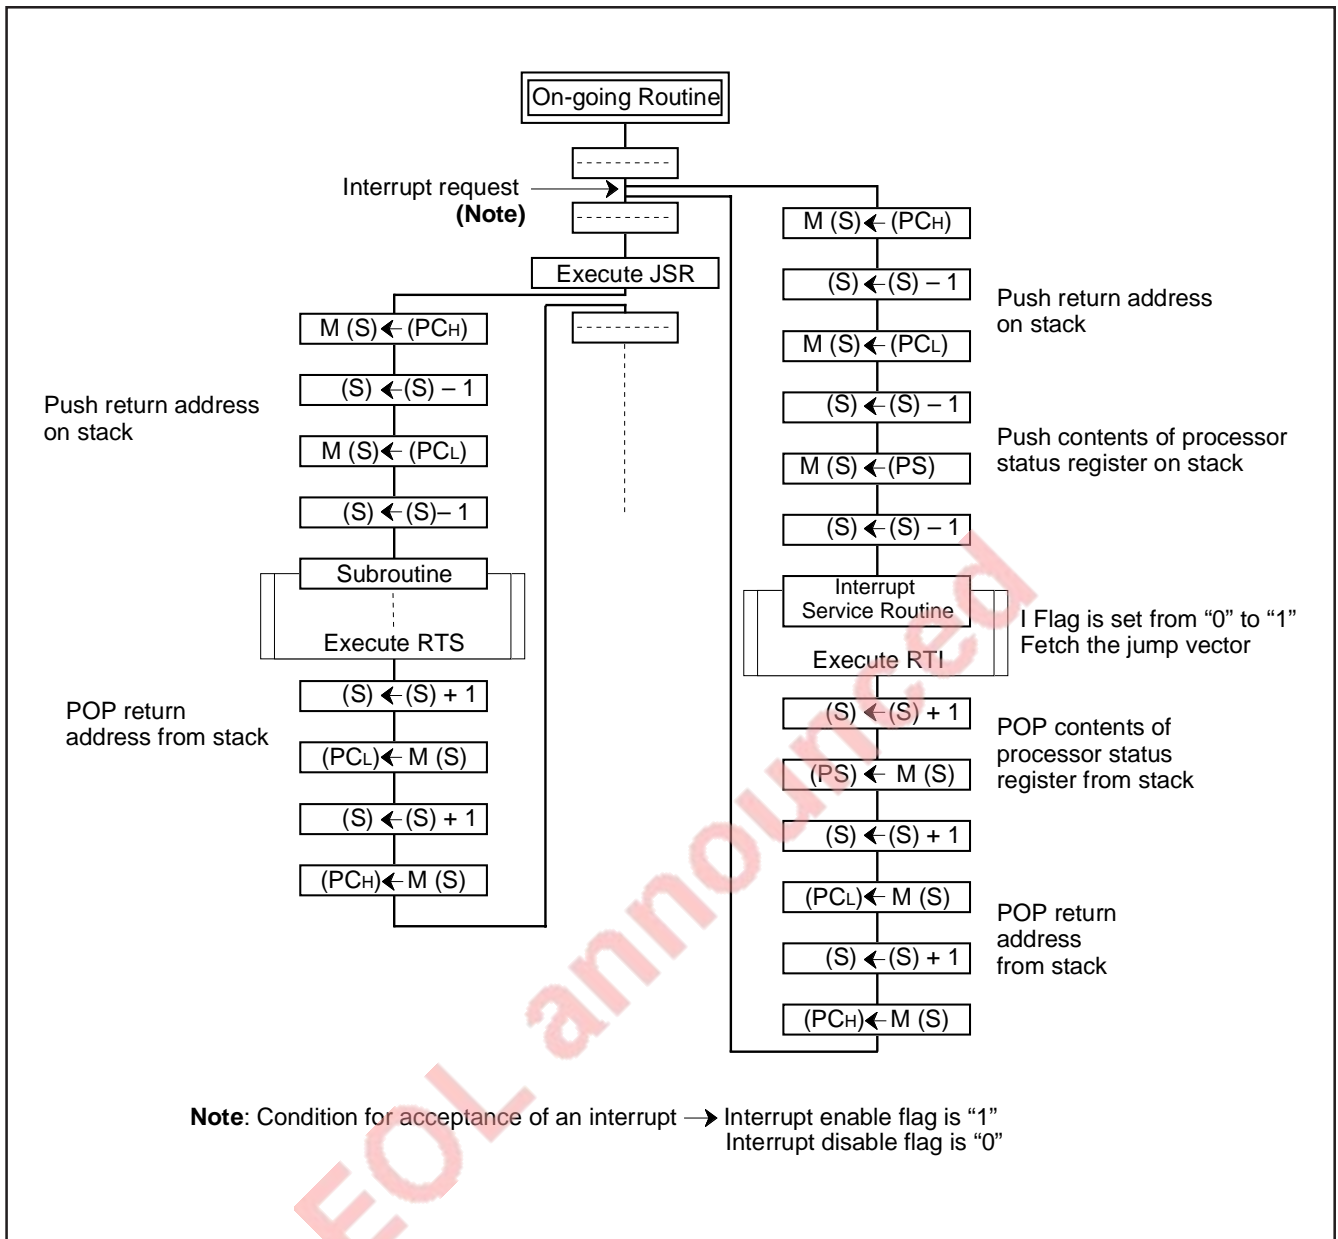 On-going Routine
Interrupt request
(Note)
Execute JSR
M (S) ← (PCH)
(S) ← (S) – 1
M (S) ← (PCL)
(S) ← (S) – 1
Push return address
on stack
Subroutine
Execute RTS
(S) ← (S) + 1
(PCL) ← M (S)
(S) ← (S) + 1
(PCH) ← M (S)
POP return
address from stack
M (S) ← (PCH)
(S) ← (S) – 1
M (S) ← (PCL)
(S) ← (S) – 1
M (S) ← (PS)
(S) ← (S) – 1
Push return address
on stack
Push contents of processor
status register on stack
Interrupt
Service Routine
Execute RTI
I Flag is set from “0” to “1”
Fetch the jump vector
(S) ← (S) + 1
(PS) ← M (S)
(S) ← (S) + 1
(PCL) ← M (S)
(S) ← (S) + 1
(PCH) ← M (S)
POP contents of
processor status
register from stack
POP return
address
from stack
Note: Condition for acceptance of an interrupt → Interrupt enable flag is “1”
Interrupt disable flag is “0”
EOL announced